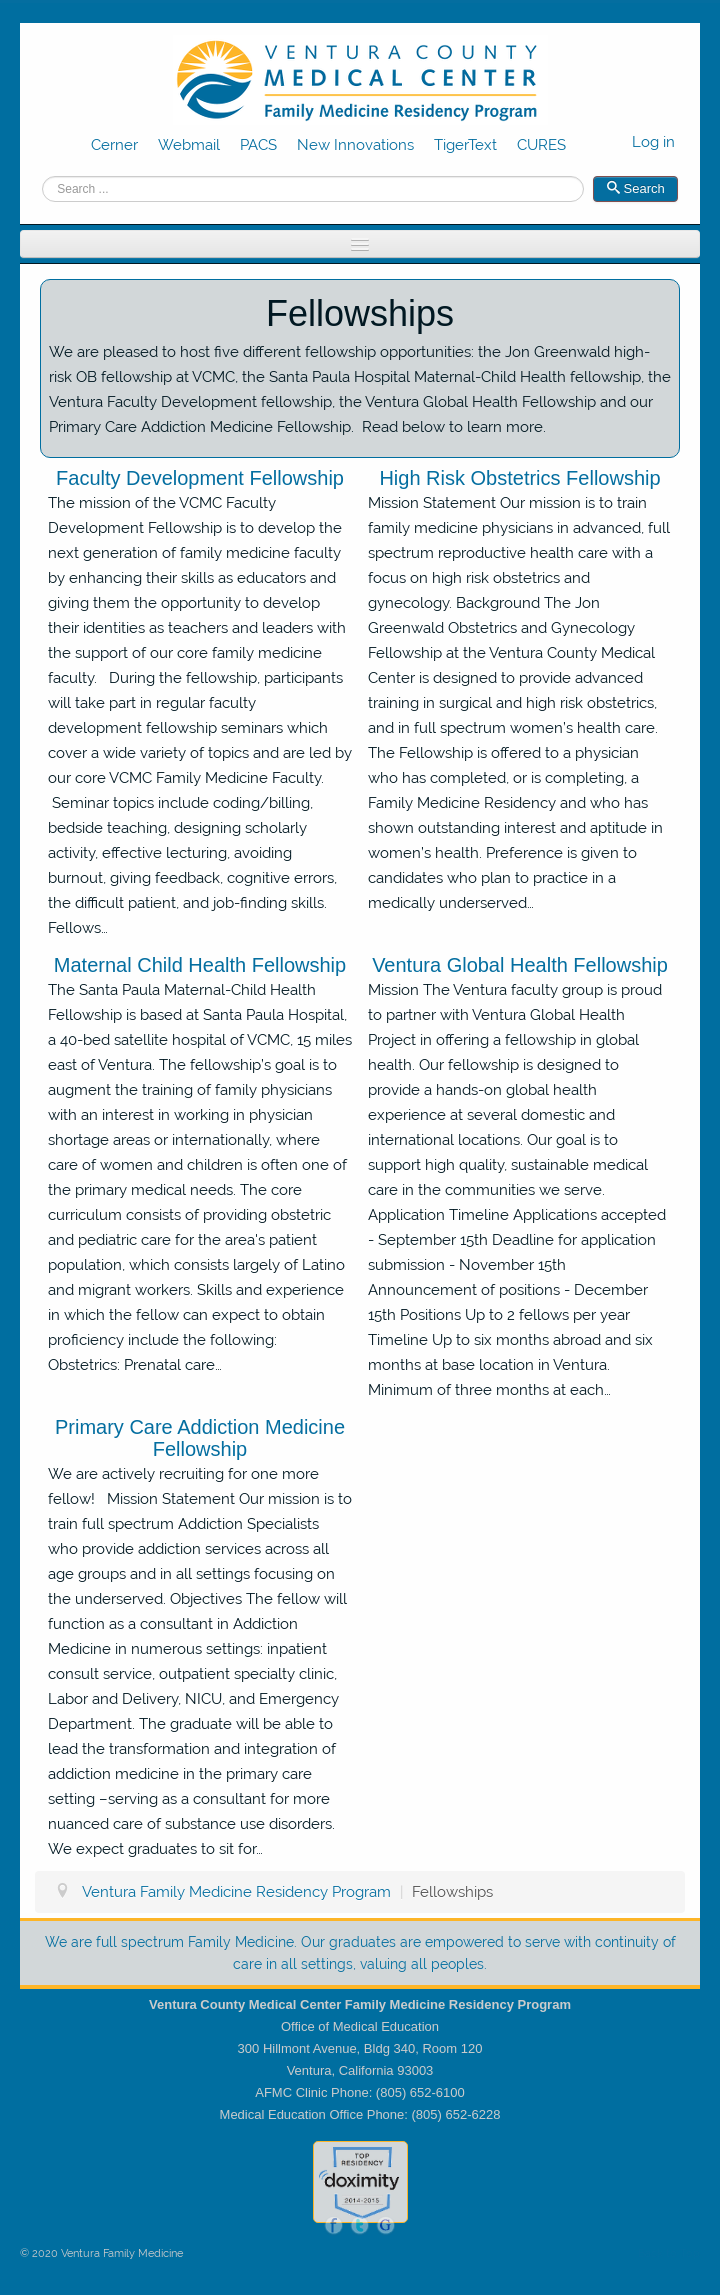 VENTURA COUNTY
MEDICAL CENTER
Family Medicine Residency Program
Cerner Webmail PACS New Innovations TigerText CURES
Log in
Search ...
Search
Fellowships
We are pleased to host five different fellowship opportunities: the Jon Greenwald high-
risk OB fellowship at VCMC, the Santa Paula Hospital Maternal-Child Health fellowship, the
Ventura Faculty Development fellowship, the Ventura Global Health Fellowship and our
Primary Care Addiction Medicine Fellowship.  Read below to learn more.
Faculty Development Fellowship
The mission of the VCMC Faculty
Development Fellowship is to develop the
next generation of family medicine faculty
by enhancing their skills as educators and
giving them the opportunity to develop
their identities as teachers and leaders with
the support of our core family medicine
faculty.   During the fellowship, participants
will take part in regular faculty
development fellowship seminars which
cover a wide variety of topics and are led by
our core VCMC Family Medicine Faculty.
Seminar topics include coding/billing,
bedside teaching, designing scholarly
activity, effective lecturing, avoiding
burnout, giving feedback, cognitive errors,
the difficult patient, and job-finding skills.
Fellows…
High Risk Obstetrics Fellowship
Mission Statement Our mission is to train
family medicine physicians in advanced, full
spectrum reproductive health care with a
focus on high risk obstetrics and
gynecology. Background The Jon
Greenwald Obstetrics and Gynecology
Fellowship at the Ventura County Medical
Center is designed to provide advanced
training in surgical and high risk obstetrics,
and in full spectrum women's health care.
The Fellowship is offered to a physician
who has completed, or is completing, a
Family Medicine Residency and who has
shown outstanding interest and aptitude in
women's health. Preference is given to
candidates who plan to practice in a
medically underserved…
Maternal Child Health Fellowship
The Santa Paula Maternal-Child Health
Fellowship is based at Santa Paula Hospital,
a 40-bed satellite hospital of VCMC, 15 miles
east of Ventura. The fellowship's goal is to
augment the training of family physicians
with an interest in working in physician
shortage areas or internationally, where
care of women and children is often one of
the primary medical needs. The core
curriculum consists of providing obstetric
and pediatric care for the area's patient
population, which consists largely of Latino
and migrant workers. Skills and experience
in which the fellow can expect to obtain
proficiency include the following:
Obstetrics: Prenatal care…
Ventura Global Health Fellowship
Mission The Ventura faculty group is proud
to partner with Ventura Global Health
Project in offering a fellowship in global
health. Our fellowship is designed to
provide a hands-on global health
experience at several domestic and
international locations. Our goal is to
support high quality, sustainable medical
care in the communities we serve.
Application Timeline Applications accepted
- September 15th Deadline for application
submission - November 15th
Announcement of positions - December
15th Positions Up to 2 fellows per year
Timeline Up to six months abroad and six
months at base location in Ventura.
Minimum of three months at each…
Primary Care Addiction Medicine
Fellowship
We are actively recruiting for one more
fellow!   Mission Statement Our mission is to
train full spectrum Addiction Specialists
who provide addiction services across all
age groups and in all settings focusing on
the underserved. Objectives The fellow will
function as a consultant in Addiction
Medicine in numerous settings: inpatient
consult service, outpatient specialty clinic,
Labor and Delivery, NICU, and Emergency
Department. The graduate will be able to
lead the transformation and integration of
addiction medicine in the primary care
setting –serving as a consultant for more
nuanced care of substance use disorders.
We expect graduates to sit for…
Ventura Family Medicine Residency Program | Fellowships
We are full spectrum Family Medicine. Our graduates are empowered to serve with continuity of
care in all settings, valuing all peoples.
Ventura County Medical Center Family Medicine Residency Program
Office of Medical Education
300 Hillmont Avenue, Bldg 340, Room 120
Ventura, California 93003
AFMC Clinic Phone: (805) 652-6100
Medical Education Office Phone: (805) 652-6228
TOP
RESIDENCY
doximity
2014-2015
f t G
© 2020 Ventura Family Medicine